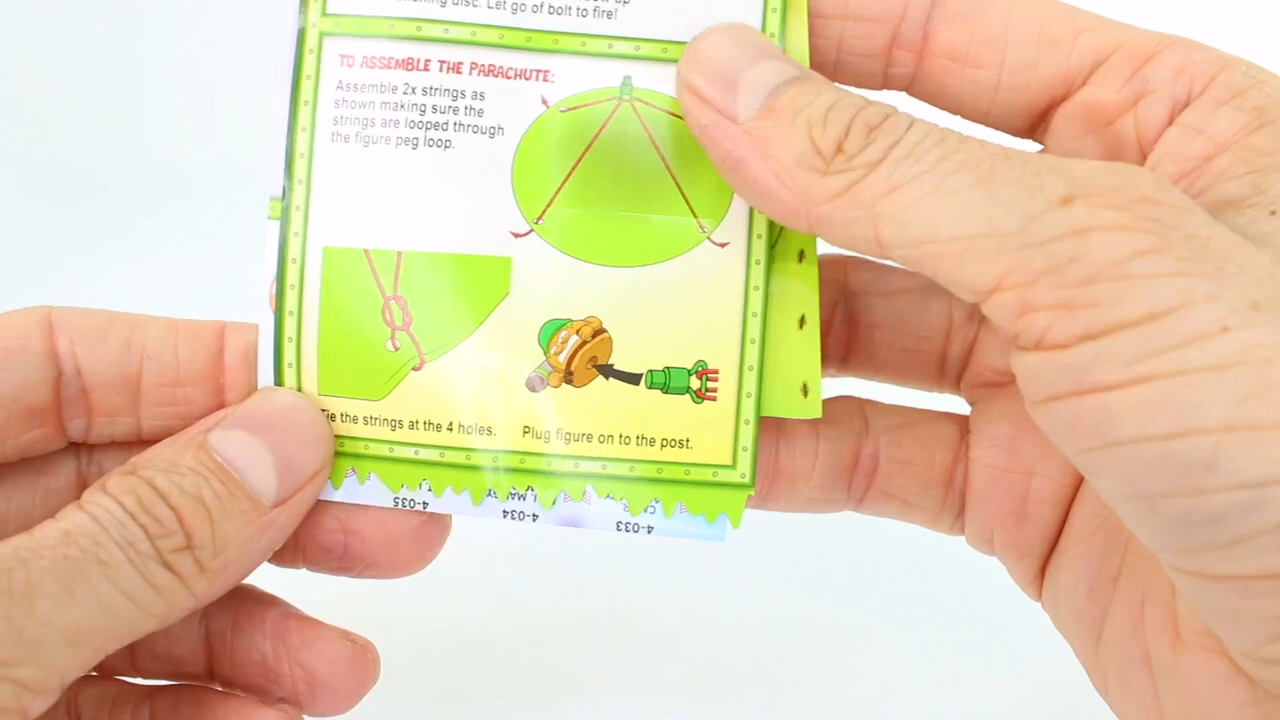 disc. Let go of bolt to fire!
TO ASSEMBLE THE PARACHUTE:
Assemble 2x strings as
shown making sure the
strings are looped through
the figure peg loop.
Tie the strings at the 4 holes.
Plug figure on to the post.
4-035
4-034
4-033